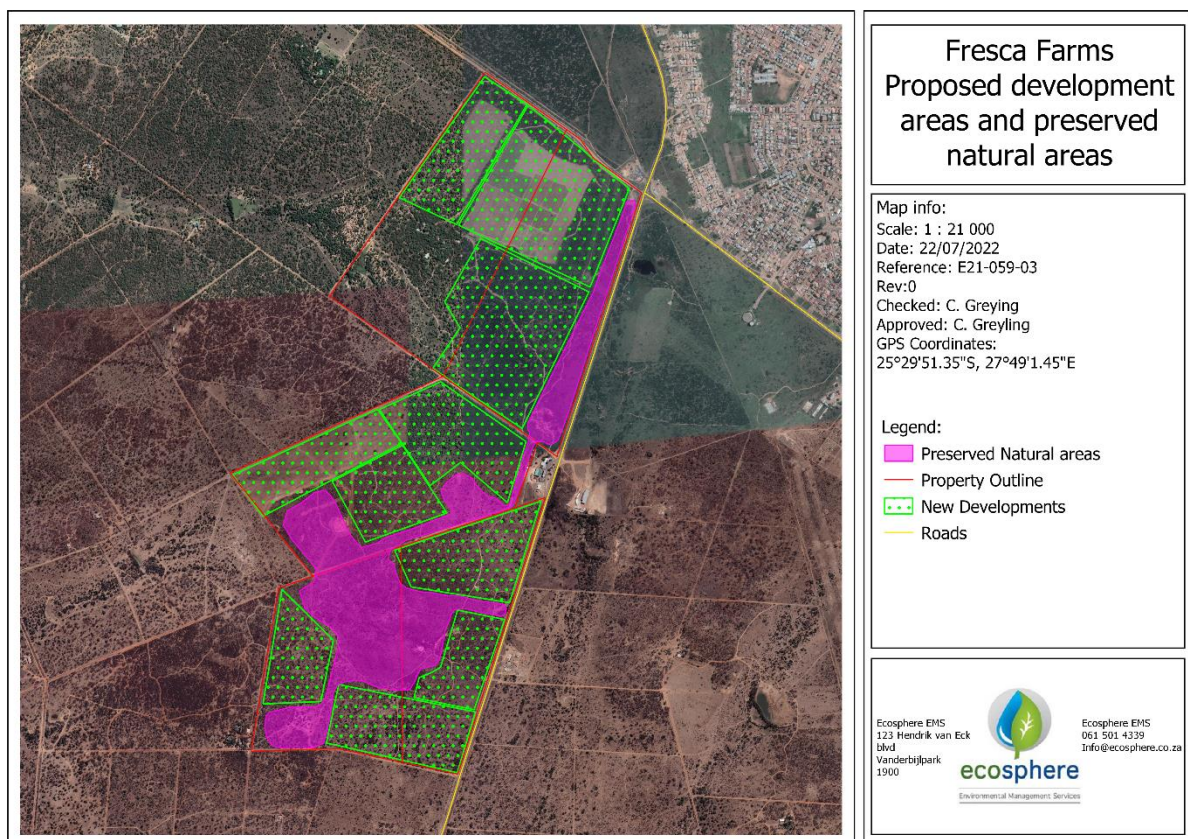 Fresca Farms
Proposed development
areas and preserved
natural areas
Map info:
Scale: 1 : 21 000
Date: 22/07/2022
Reference: E21-059-03
Rev:0
Checked: C. Greying
Approved: C. Greyling
GPS Coordinates:
25°29'51.35"S, 27°49'1.45"E
Legend:
Preserved Natural areas
Property Outline
New Developments
Roads
Ecosphere EMS
123 Hendrik van Eck
blvd
Vanderbijlpark
1900
ecosphere
Environmental Management Services
Ecosphere EMS
061 501 4339
Info@ecosphere.co.za